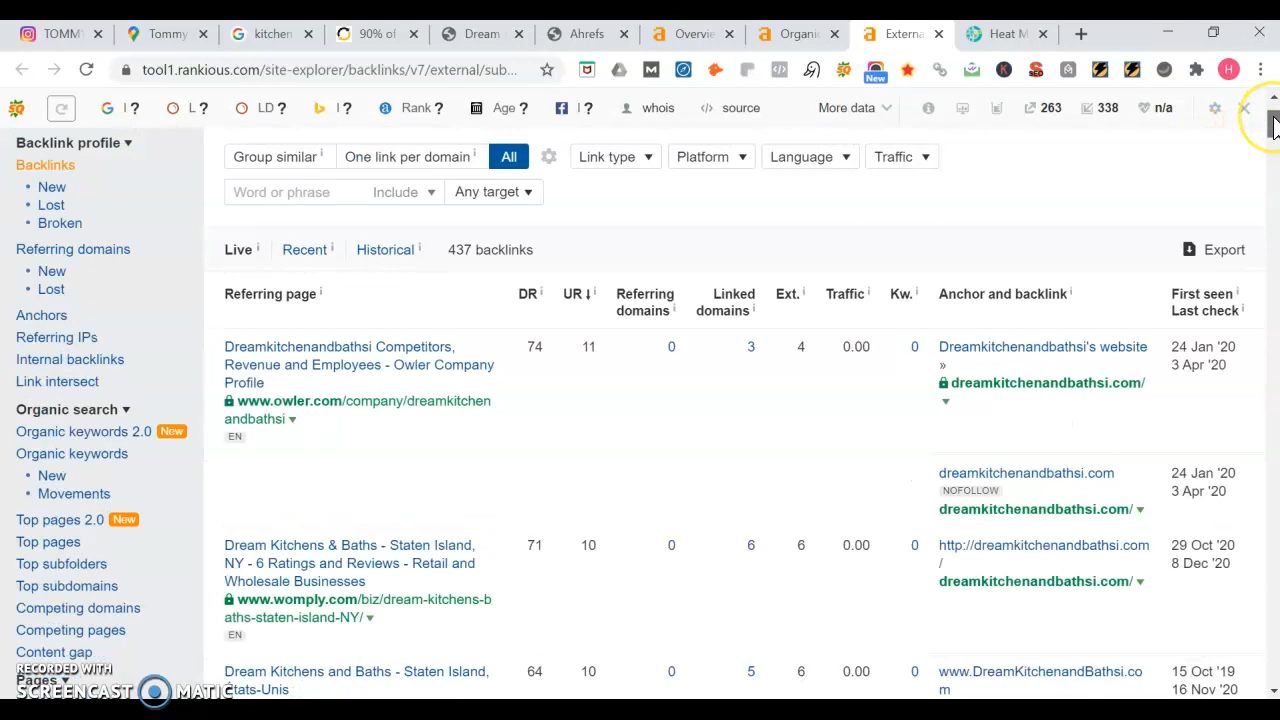 TOMM
Tommy
kitchen
90% of
Dream
Ahrefs
Overvie
Organi
Externa
Heat M
tool1.rankious.com/site-explorer/backlinks/v7/external/sub...
New
H
I ?
L ?
LD ?
I ?
Rank ?
Age ?
I ?
whois
source
More data
263
338
n/a
Backlink profile
Backlinks
New
Lost
Broken
Referring domains
New
Lost
Anchors
Referring IPs
Internal backlinks
Link intersect
Organic search
Organic keywords 2.0 New
Organic keywords
New
Movements
Top pages 2.0 New
Top pages
Top subfolders
Top subdomains
Competing domains
Competing pages
Content gap
Pages
Group similar
One link per domain
All
Link type
Platform
Language
Traffic
Word or phrase
Include
Any target
Live
Recent
Historical
437 backlinks
Export
Referring page
DR
UR
Referring domains
Linked domains
Ext.
Traffic
Kw.
Anchor and backlink
First seen
Last check
Dreamkitchenandbathsi Competitors,
Revenue and Employees - Owler Company
Profile
www.owler.com/company/dreamkitchen
andbathsi
EN
74
11
0
3
4
0.00
0
Dreamkitchenandbathsi's website
»
dreamkitchenandbathsi.com/
24 Jan '20
3 Apr '20
dreamkitchenandbathsi.com
NOFOLLOW
dreamkitchenandbathsi.com/
24 Jan '20
3 Apr '20
Dream Kitchens & Baths - Staten Island,
NY - 6 Ratings and Reviews - Retail and
Wholesale Businesses
www.womply.com/biz/dream-kitchens-b
aths-staten-island-NY/
EN
71
10
0
6
6
0.00
0
http://dreamkitchenandbathsi.com
/
dreamkitchenandbathsi.com/
29 Oct '20
8 Dec '20
Dream Kitchens and Baths - Staten Island,
États-Unis
64
10
0
5
6
0.00
0
www.DreamKitchenandBathsi.co
m
15 Oct '19
16 Nov '20
RECORDED WITH
SCREENCAST MATIC